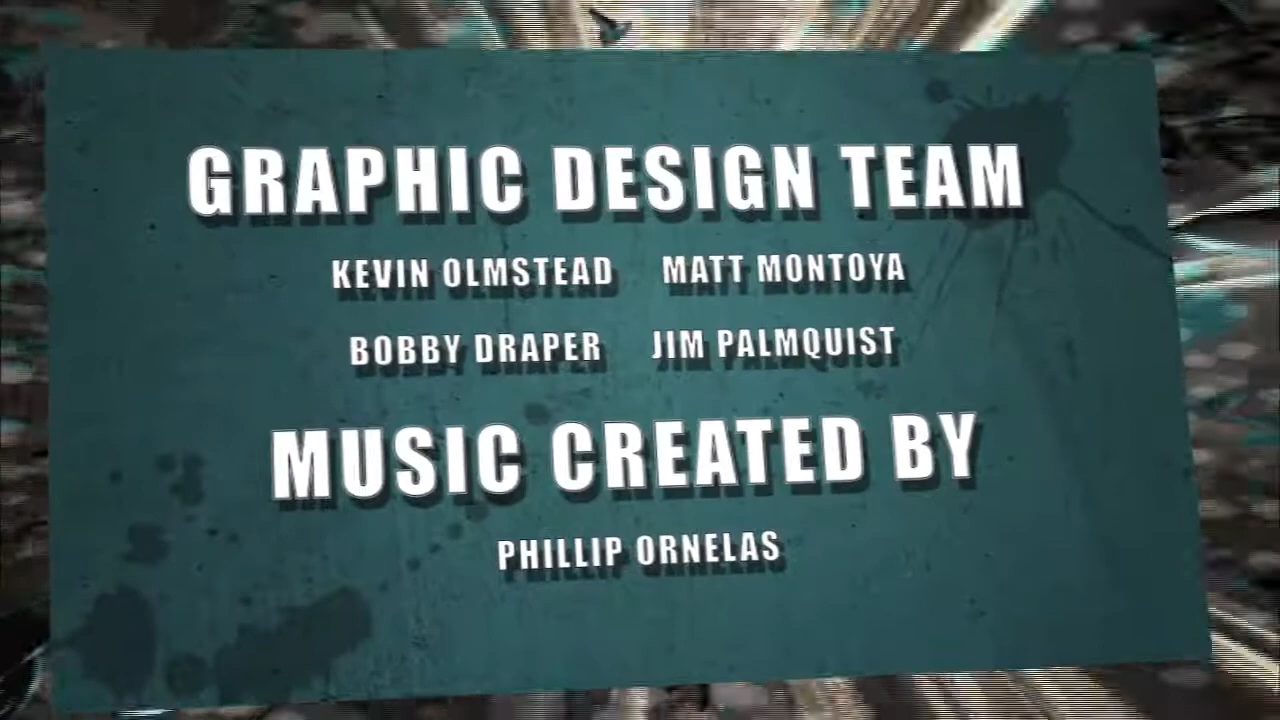 GRAPHIC DESIGN TEAM
KEVIN OLMSTEAD MATT MONTOYA
BOBBY DRAPER JIM PALMQUIST
MUSIC CREATED BY
PHILLIP ORNELAS